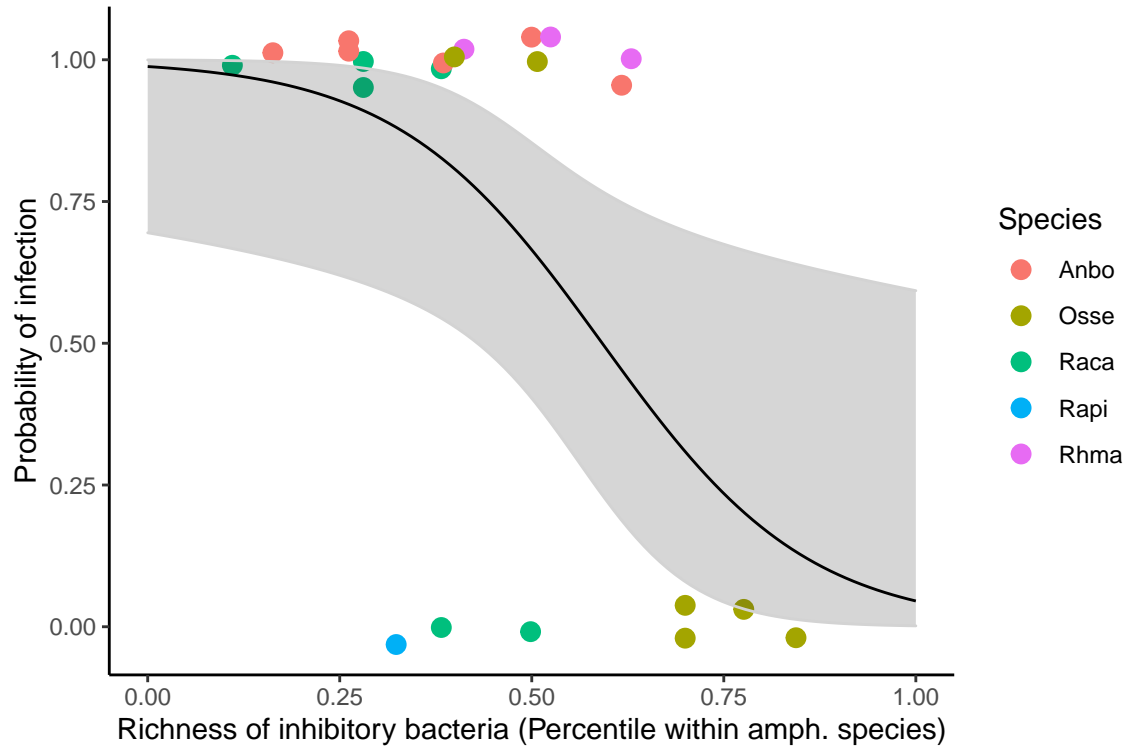 1.00
0.75
0.50
0.25
0.00
Probability of infection
0.00 0.25 0.50 0.75 1.00
Richness of inhibitory bacteria (Percentile within amph. species)
Species
Anbo
Osse
Raca
Rapi
Rhma